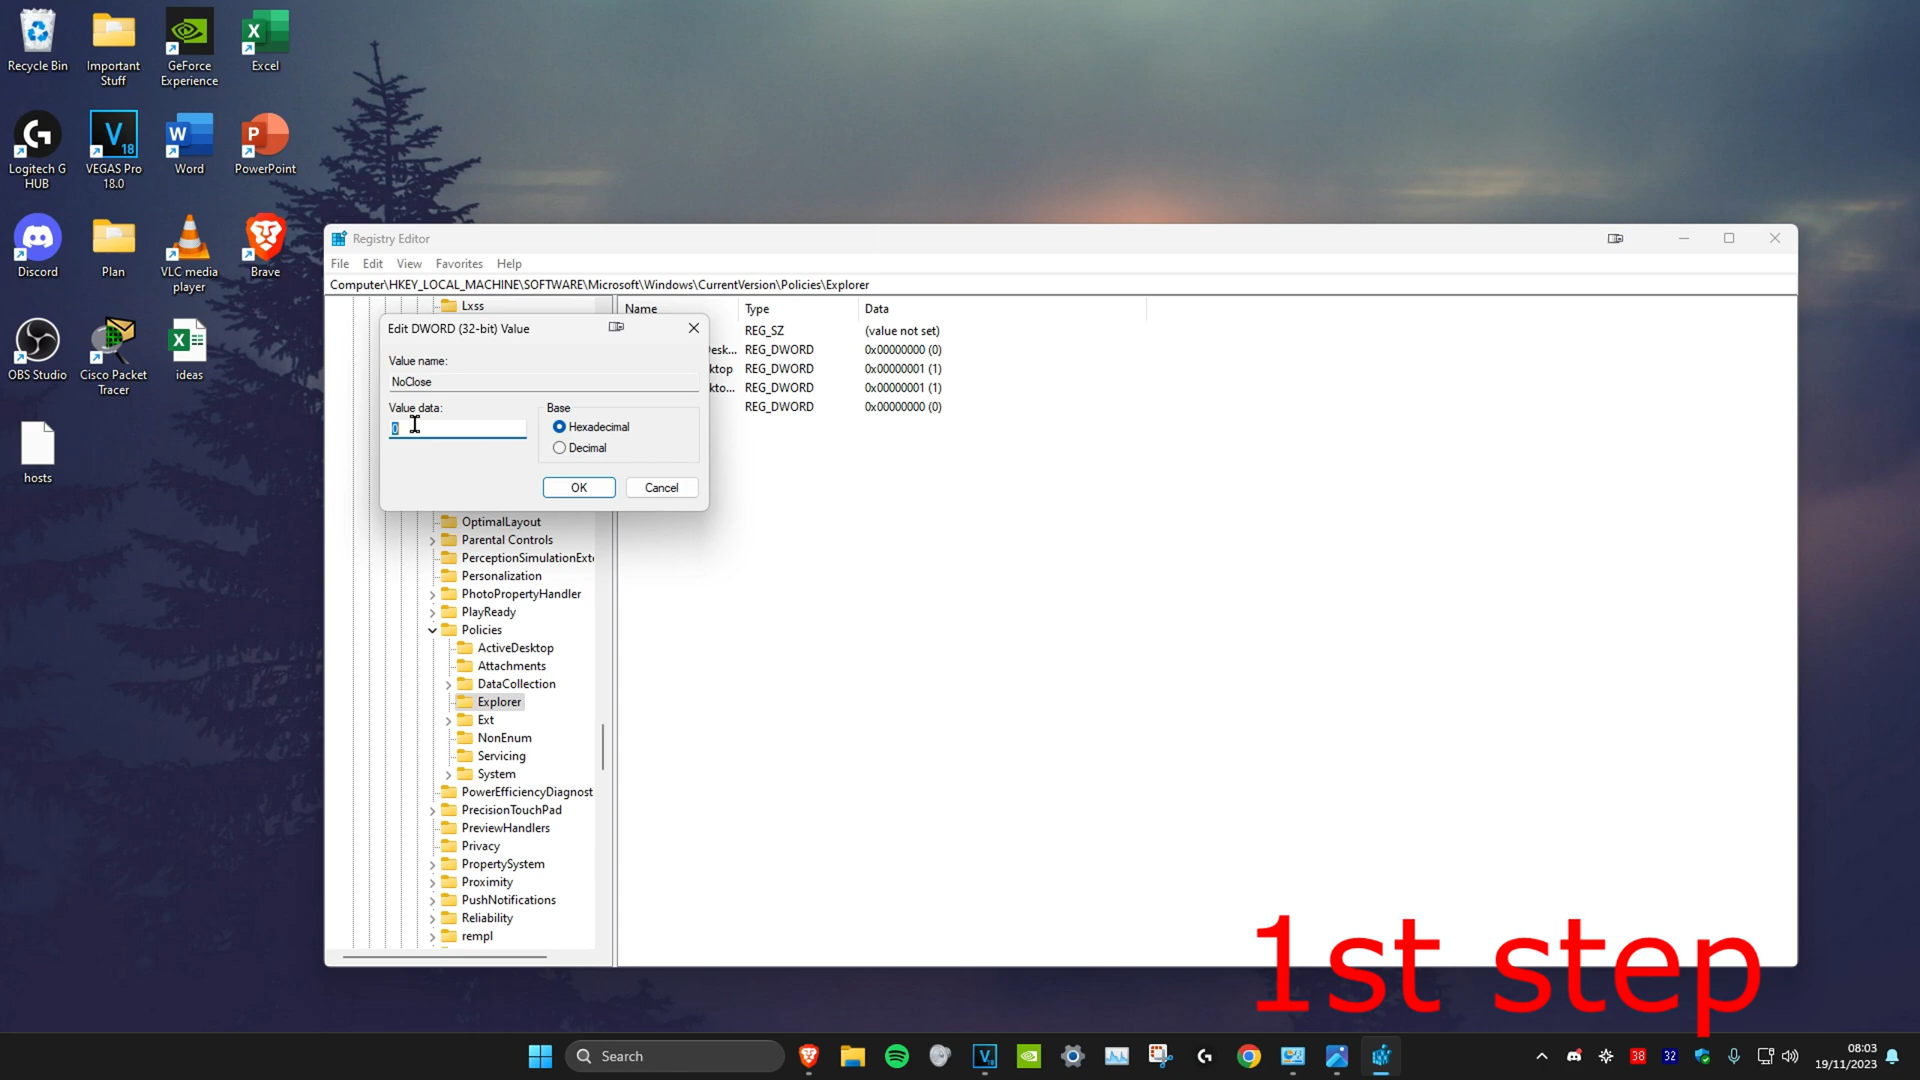 Recycle Bin
Important Stuff
GeForce Experience
Excel
Logitech G HUB
VEGAS Pro 18.0
Word
PowerPoint
Discord
Plan
VLC media player
Brave
OBS Studio
Cisco Packet Tracer
ideas
hosts
Registry Editor
File Edit View Favorites Help
Computer\HKEY_LOCAL_MACHINE\SOFTWARE\Microsoft\Windows\CurrentVersion\Policies\Explorer
Lxss
Name Type Data
REG_SZ (value not set)
Desk... REG_DWORD 0x00000000 (0)
ktop REG_DWORD 0x00000001 (1)
kto... REG_DWORD 0x00000001 (1)
REG_DWORD 0x00000000 (0)
Edit DWORD (32-bit) Value
Value name:
NoClose
Value data:
0
Base
Hexadecimal
Decimal
OK
Cancel
OptimalLayout
Parental Controls
PerceptionSimulationExte
Personalization
PhotoPropertyHandler
PlayReady
Policies
ActiveDesktop
Attachments
DataCollection
Explorer
Ext
NonEnum
Servicing
System
PowerEfficiencyDiagnost
PrecisionTouchPad
PreviewHandlers
Privacy
PropertySystem
Proximity
PushNotifications
Reliability
rempl
1st step
Search
38
32
08:03
19/11/2023